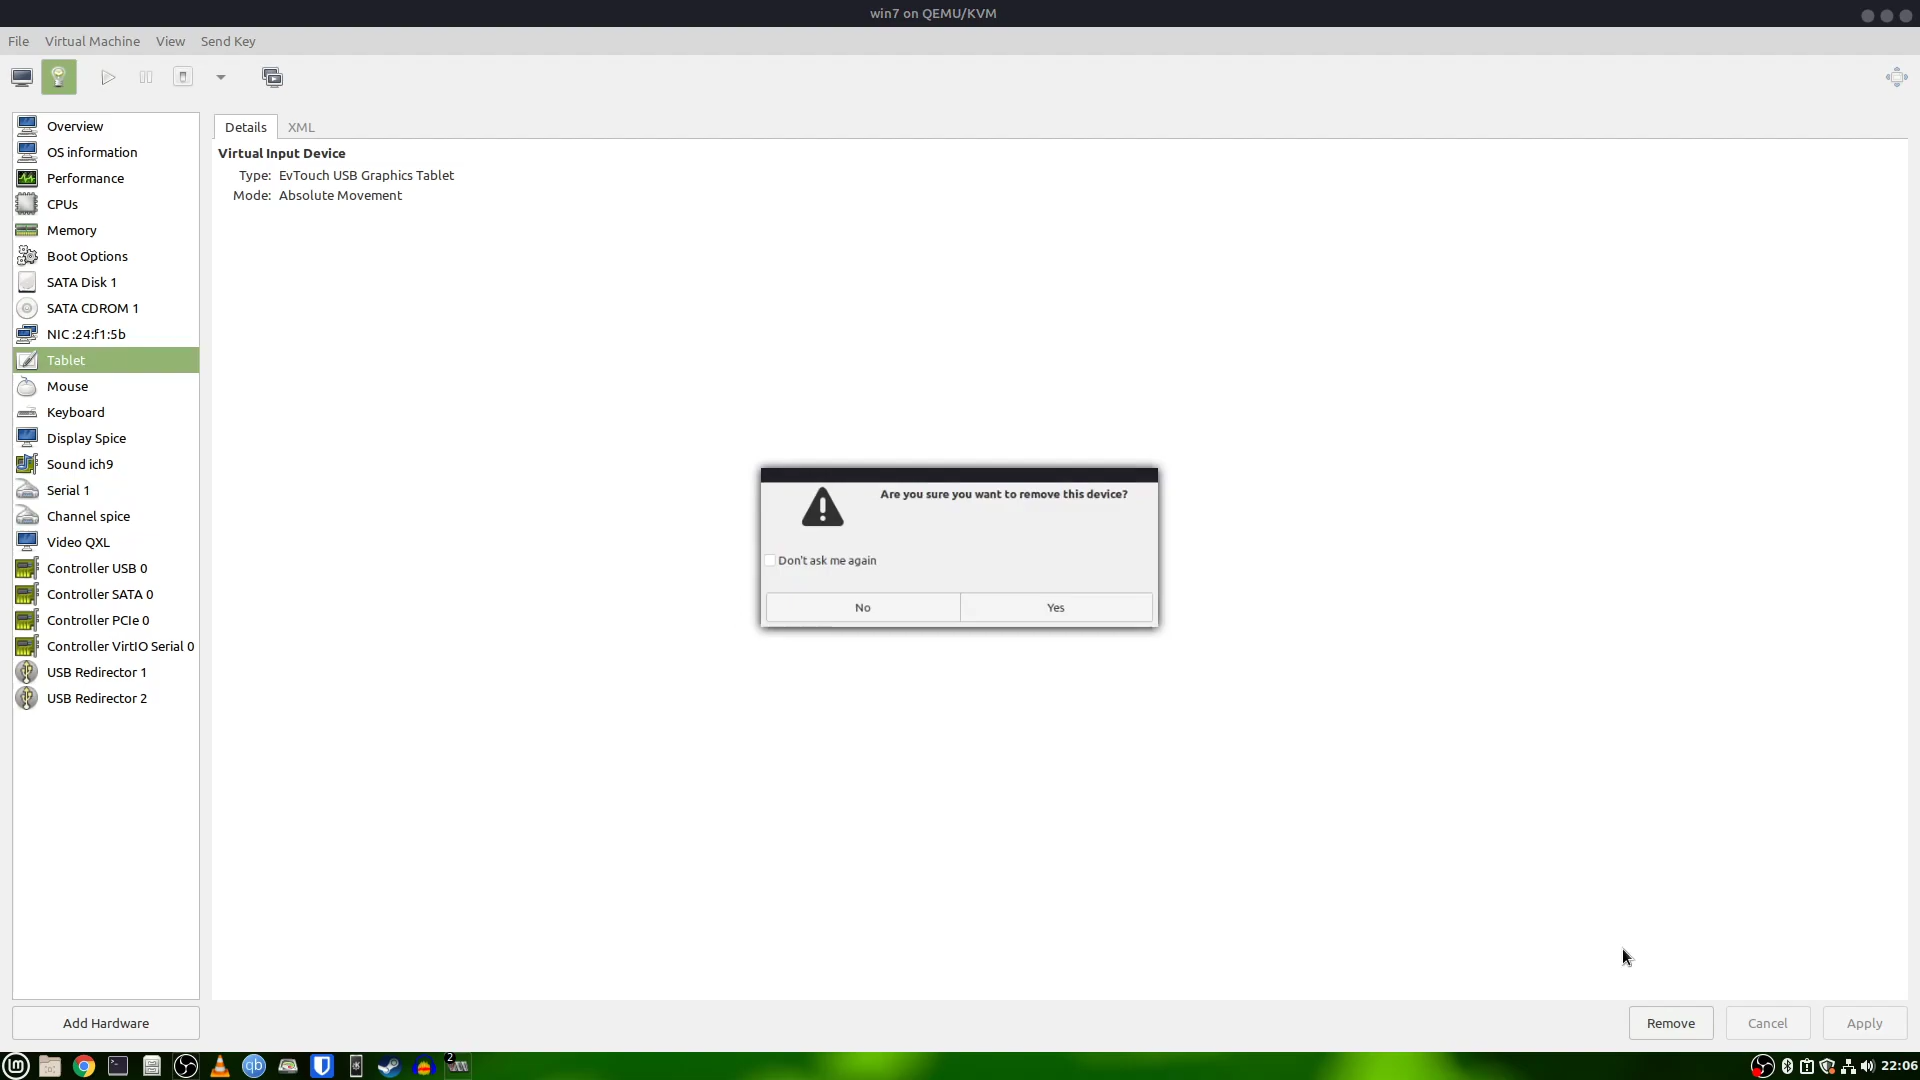 win7 on QEMU/KVM
File Virtual Machine View Send Key
Overview
OS information
Performance
CPUs
Memory
Boot Options
SATA Disk 1
SATA CDROM 1
NIC :24:f1:5b
Tablet
Mouse
Keyboard
Display Spice
Sound ich9
Serial 1
Channel spice
Video QXL
Controller USB 0
Controller SATA 0
Controller PCIe 0
Controller VirtIO Serial 0
USB Redirector 1
USB Redirector 2
Add Hardware
Details XML
Virtual Input Device
Type: EvTouch USB Graphics Tablet
Mode: Absolute Movement
Are you sure you want to remove this device?
Don't ask me again
No Yes
Remove Cancel Apply
qb 2 22:06